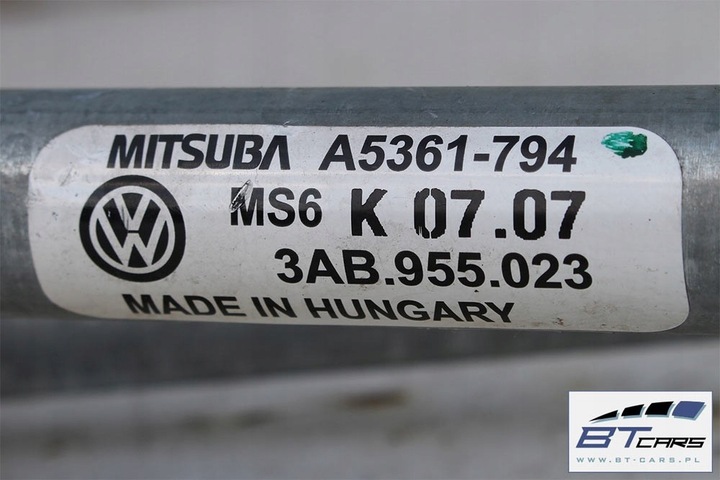 MITSUBA A5361-794
MS6 K 07.07
3AB.955.023
MADE IN HUNGARY
BT CARS
WWW.BT-CARS.PL